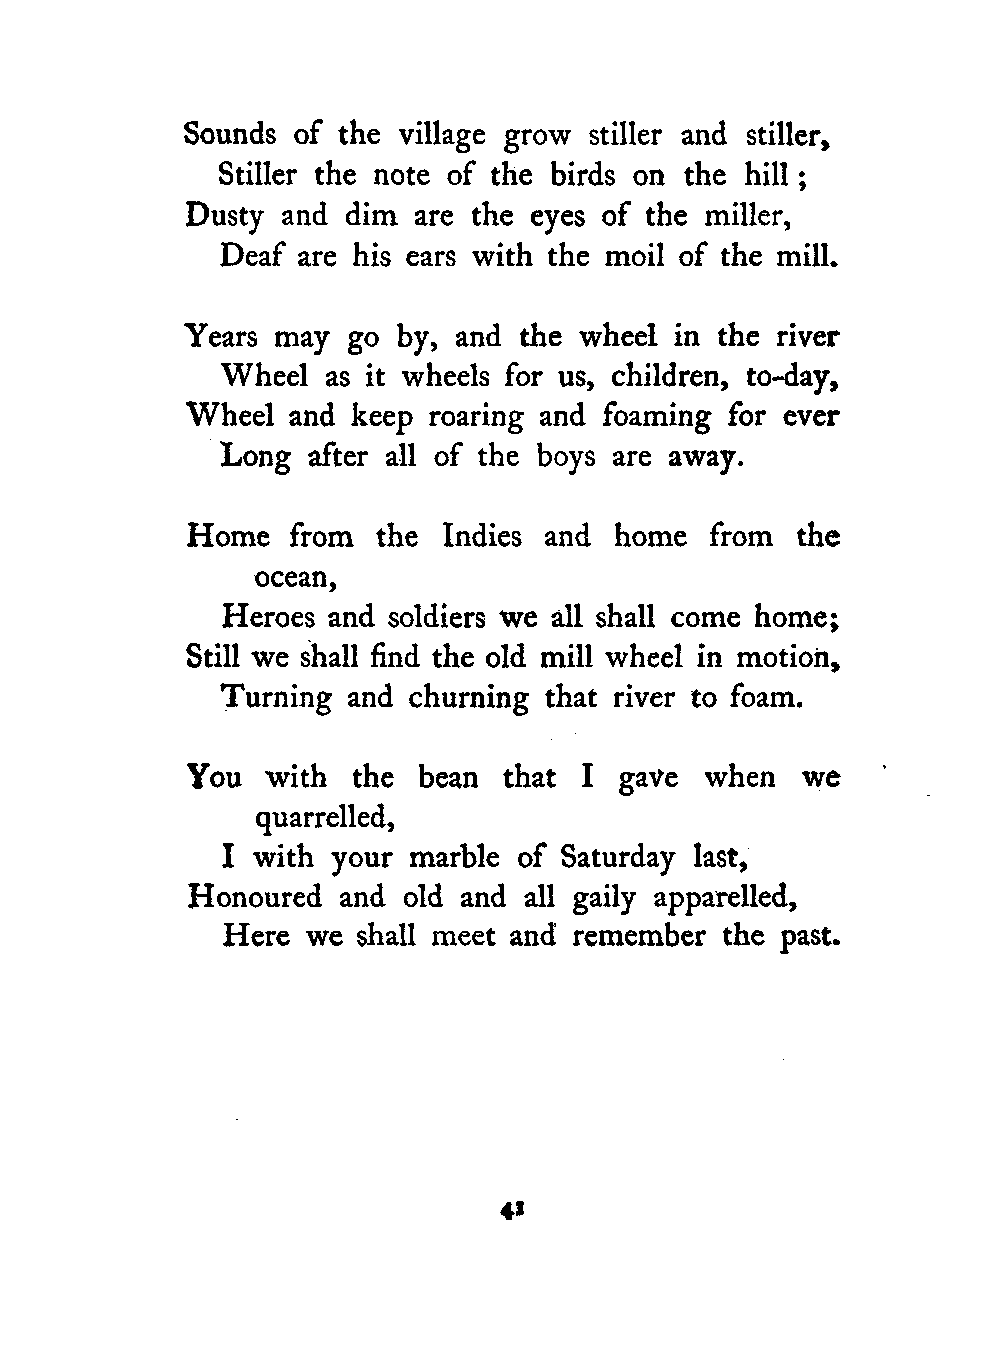 Sounds of the village grow stiller and stiller,
Stiller the note of the birds on the hill ;
Dusty and dim are the eyes of the miller,
Deaf are his ears with the moil of the mill.

Years may go by, and the wheel in the river
Wheel as it wheels for us, children, to-day,
Wheel and keep roaring and foaming for ever
Long after all of the boys are away.

Home from the Indies and home from the
ocean,
Heroes and soldiers we all shall come home;
Still we shall find the old mill wheel in motion,
Turning and churning that river to foam.

You with the bean that I gave when we
quarrelled,
I with your marble of Saturday last,
Honoured and old and all gaily apparelled,
Here we shall meet and remember the past.

41